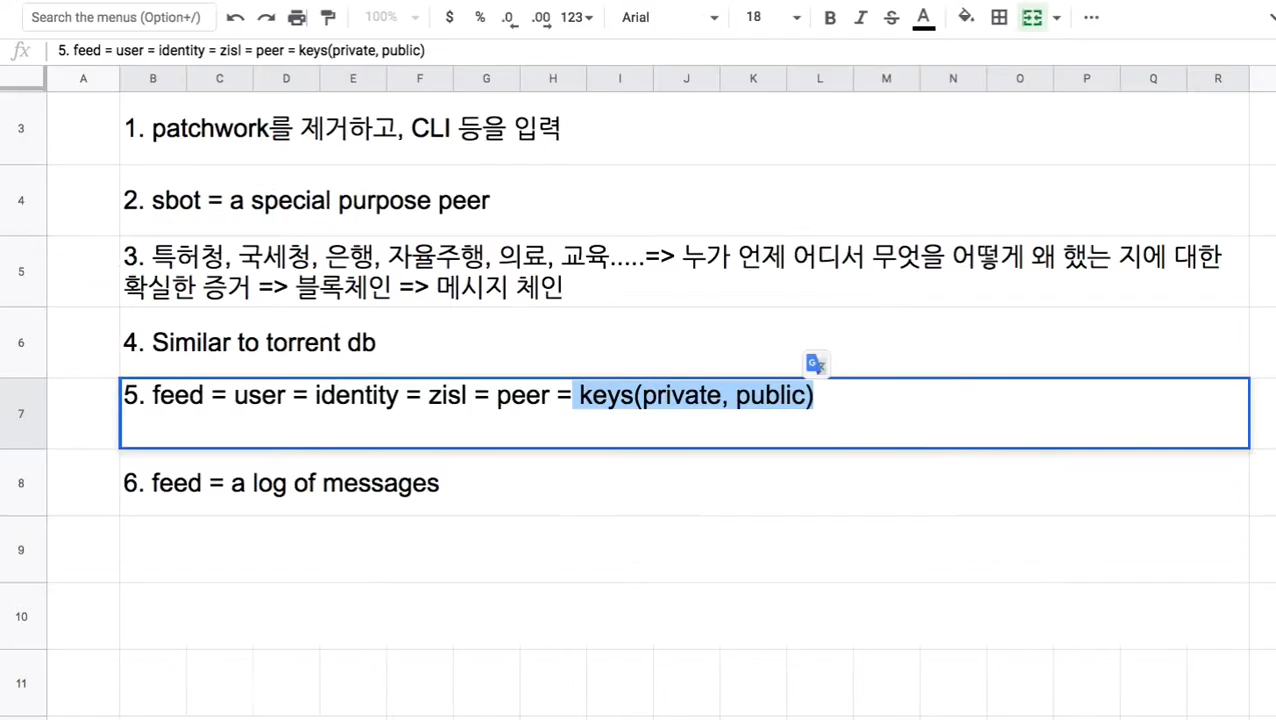 Search the menus (Option+/)
100%
$ % .0 .00 123 Arial 18 B I S A
fx 5. feed = user = identity = zisl = peer = keys(private, public)
A B C D E F G H I J K L M N O P Q R
3 1. patchwork를 제거하고, CLI 등을 입력
4 2. sbot = a special purpose peer
5 3. 특허청, 국세청, 은행, 자율주행, 의료, 교육.....=> 누가 언제 어디서 무엇을 어떻게 왜 했는 지에 대한
확실한 증거 => 블록체인 => 메시지 체인
6 4. Similar to torrent db
7 5. feed = user = identity = zisl = peer = keys(private, public)
8 6. feed = a log of messages
9
10
11